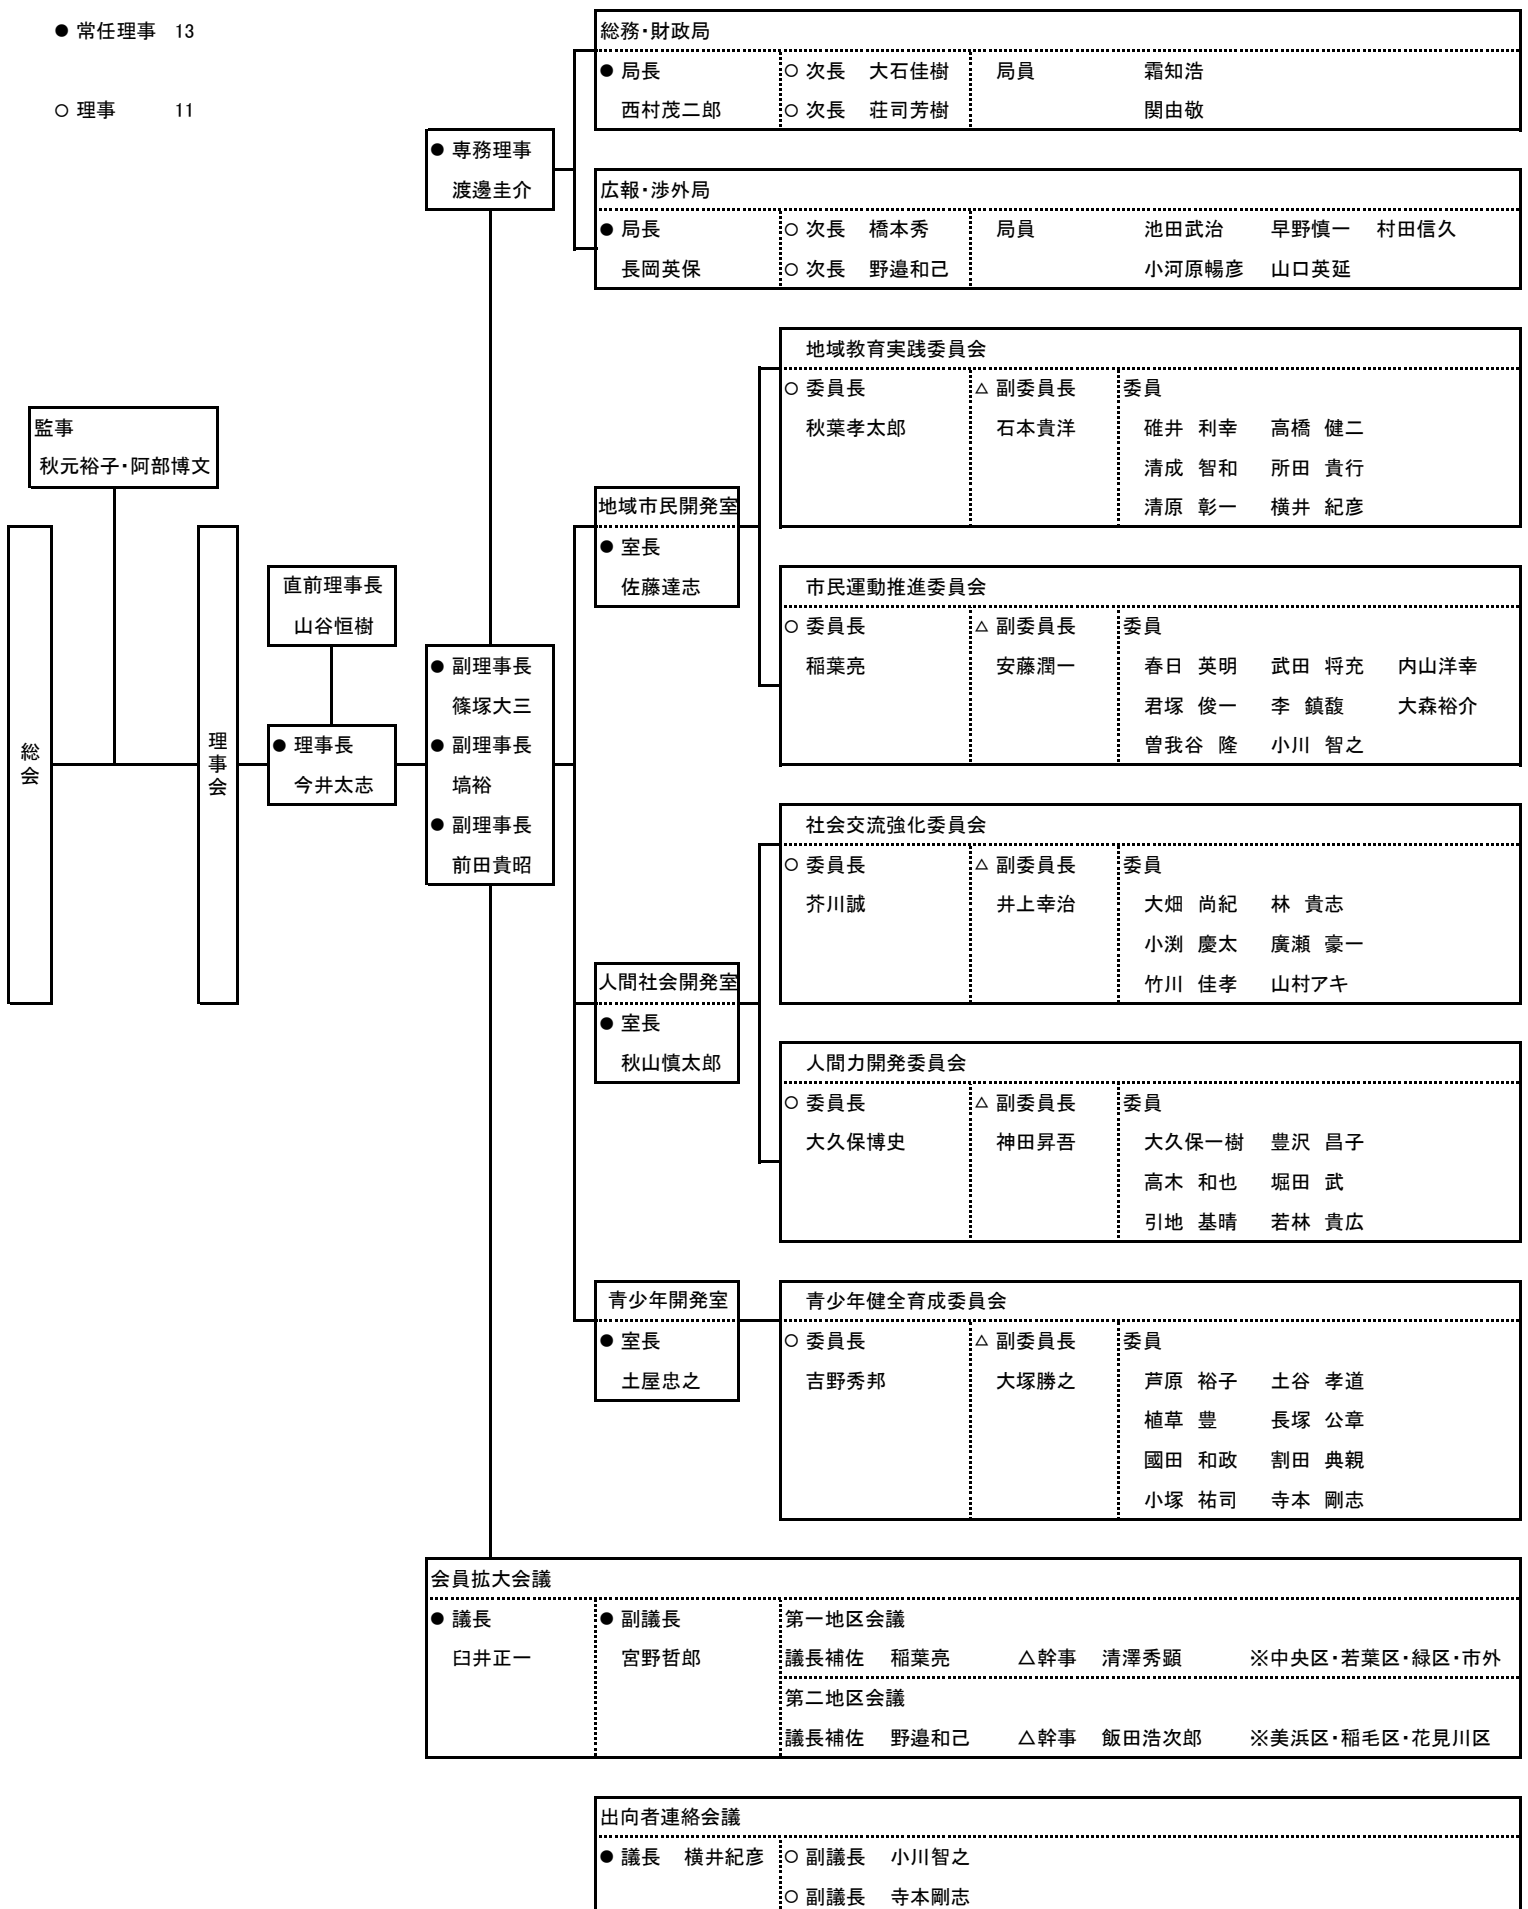 ● 常任理事 13
○ 理事 11
総務・財政局
● 局長 ○ 次長 大石佳樹 局員 霜知浩
西村茂二郎 ○ 次長 荘司芳樹 関由敬
● 専務理事
渡邊圭介
広報・渉外局
● 局長 ○ 次長 橋本秀 局員 池田武治 早野慎一 村田信久
長岡英保 ○ 次長 野邉和己 小河原暢彦 山口英延
地域教育実践委員会
○ 委員長 △ 副委員長 委員
秋葉孝太郎 石本貴洋 碓井 利幸 高橋 健二
清成 智和 所田 貴行
清原 彰一 横井 紀彦
監事
秋元裕子・阿部博文
地域市民開発室
● 室長
佐藤達志
市民運動推進委員会
○ 委員長 △ 副委員長 委員
稲葉亮 安藤潤一 春日 英明 武田 将充 内山洋幸
君塚 俊一 李 鎮馥 大森裕介
曽我谷 隆 小川 智之
総会
理事会
直前理事長
山谷恒樹
● 理事長
今井太志
● 副理事長
篠塚大三
● 副理事長
塙裕
● 副理事長
前田貴昭
社会交流強化委員会
○ 委員長 △ 副委員長 委員
芥川誠 井上幸治 大畑 尚紀 林 貴志
小渕 慶太 廣瀬 豪一
竹川 佳孝 山村アキ
人間社会開発室
● 室長
秋山慎太郎
人間力開発委員会
○ 委員長 △ 副委員長 委員
大久保博史 神田昇吾 大久保一樹 豊沢 昌子
高木 和也 堀田 武
引地 基晴 若林 貴広
青少年開発室
● 室長
土屋忠之
青少年健全育成委員会
○ 委員長 △ 副委員長 委員
吉野秀邦 大塚勝之 芦原 裕子 土谷 孝道
植草 豊 長塚 公章
國田 和政 割田 典親
小塚 祐司 寺本 剛志
会員拡大会議
● 議長 ● 副議長 第一地区会議
臼井正一 宮野哲郎 議長補佐 稲葉亮 △幹事 清澤秀顕 ※中央区・若葉区・緑区・市外
第二地区会議
議長補佐 野邉和己 △幹事 飯田浩次郎 ※美浜区・稲毛区・花見川区
出向者連絡会議
● 議長 横井紀彦 ○ 副議長 小川智之
○ 副議長 寺本剛志